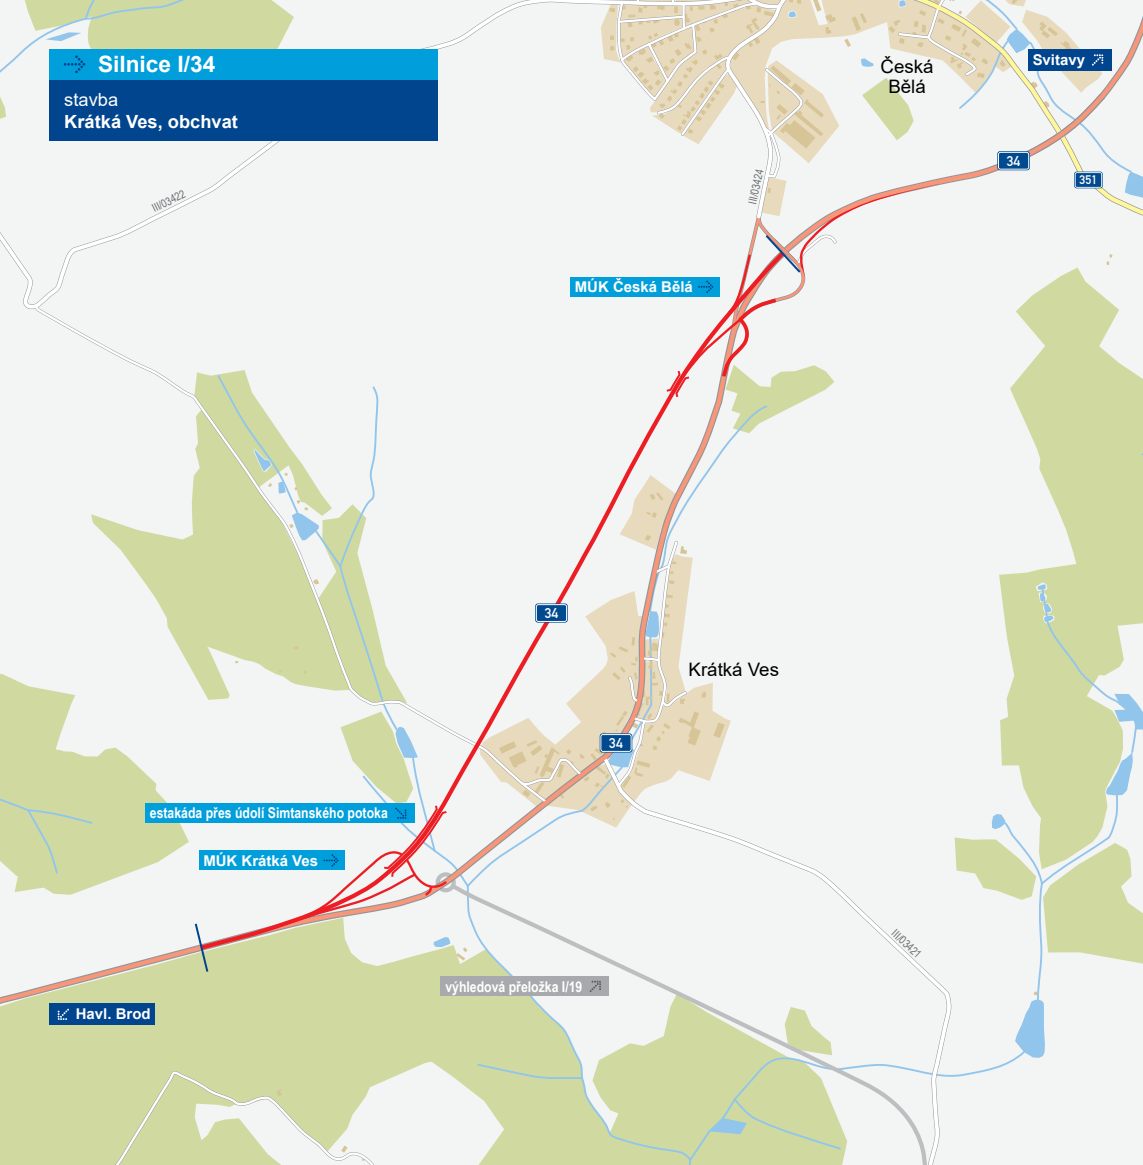 Silnice I/34
stavba
Krátká Ves, obchvat
Česká
Bělá
Svitavy
34
351
III/03422
III/03424
MÚK Česká Bělá
34
Krátká Ves
34
estakáda přes údolí Simtanského potoka
MÚK Krátká Ves
III/03421
výhledová přeložka I/19
Havl. Brod